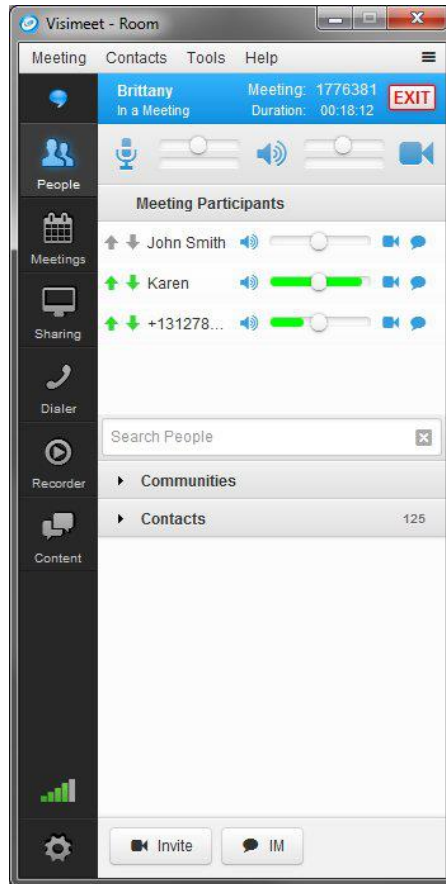 Visimeet - Room
Meeting Contacts Tools Help
Brittany Meeting: 1776381 EXIT
In a Meeting Duration: 00:18:12
People
Meeting Participants
Meetings
John Smith
Karen
Sharing
+131278...
Dialer
Search People
Recorder
Communities
Contacts 125
Content
Invite IM